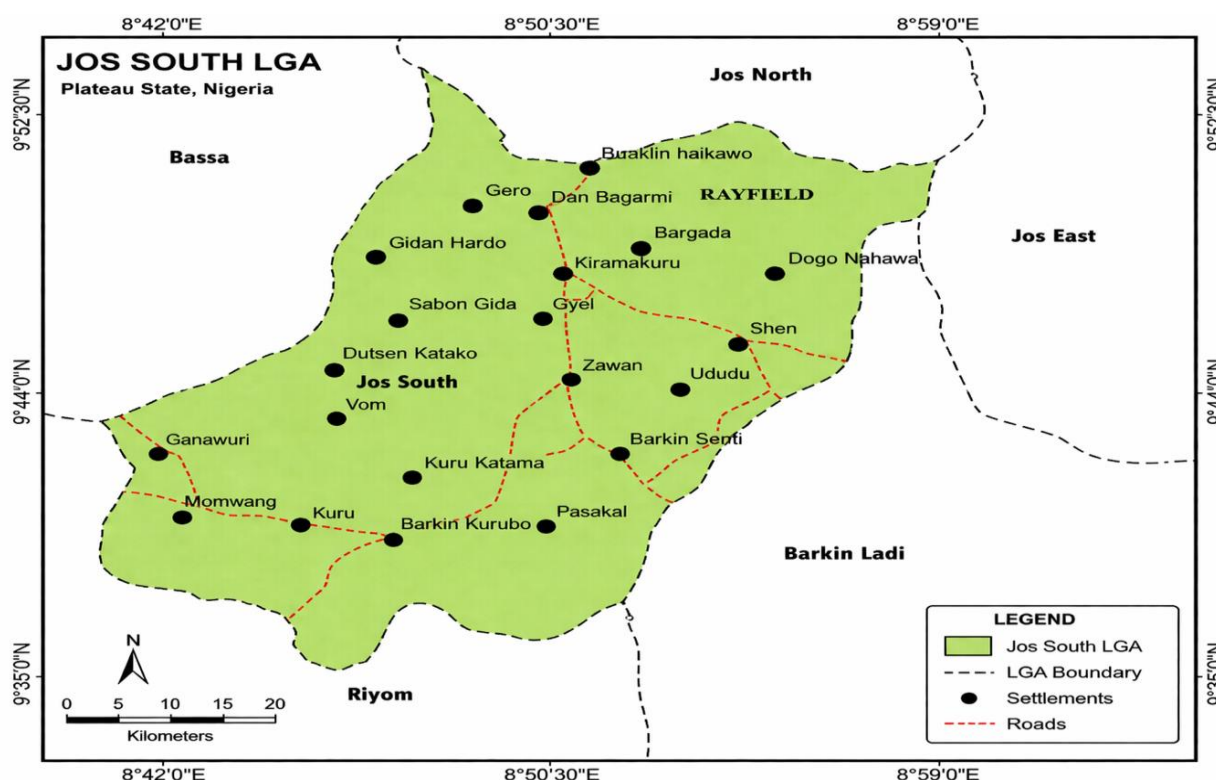 8°42'0"E 8°50'30"E 8°59'0"E
JOS SOUTH LGA
Plateau State, Nigeria
Jos North
9°52'30"N
9°52'30"N
Bassa
Buaklin haikawo
Gero
Dan Bagarmi
RAYFIELD
Gidan Hardo
Bargada
Jos East
Kiramakuru
Dogo Nahawa
Sabon Gida
Gyel
Shen
Dutsen Katako
Jos South
Zawan
Ududu
9°44'0"N
9°44'0"N
Vom
Ganawuri
Barkin Senti
Kuru Katama
Momwang
Kuru
Barkin Kurubo
Pasakal
Barkin Ladi
LEGEND
Jos South LGA
LGA Boundary
Settlements
Roads
N
9°35'0"N
9°35'0"N
Riyom
0 5 10 15 20
Kilometers
8°42'0"E 8°50'30"E 8°59'0"E